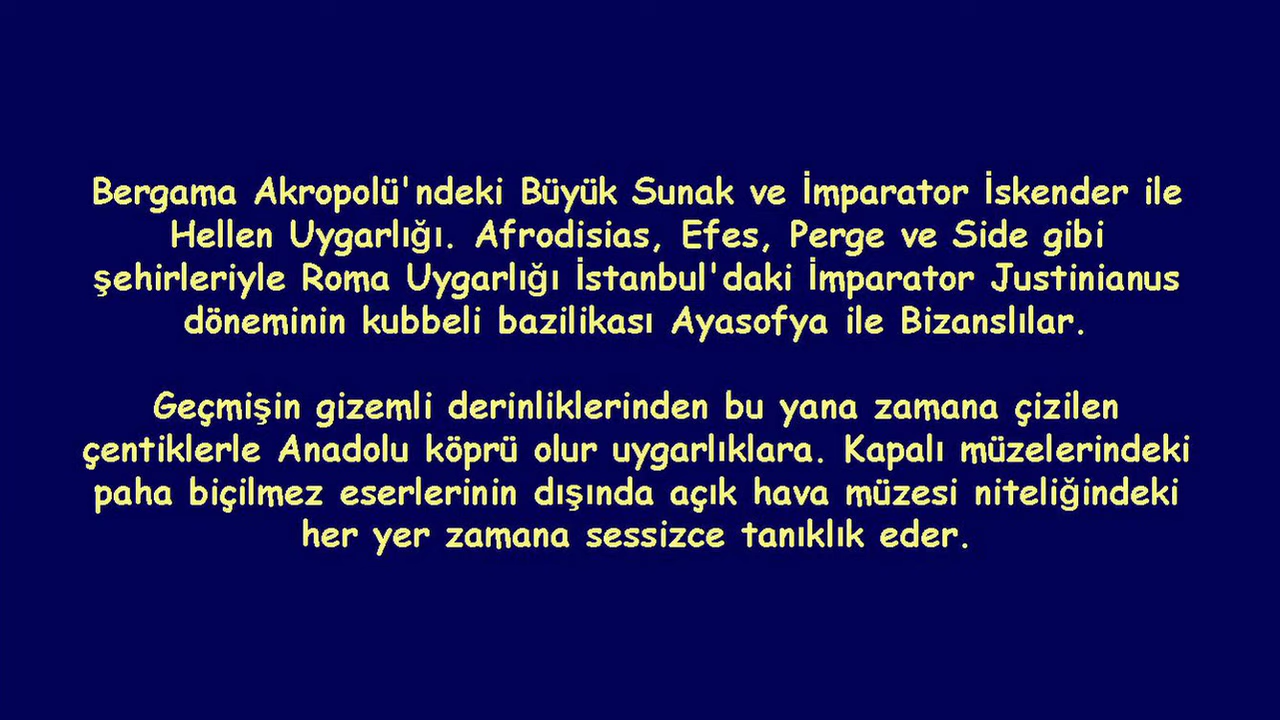 Bergama Akropolü'ndeki Büyük Sunak ve İmparator İskender ile
Hellen Uygarlığı. Afrodisias, Efes, Perge ve Side gibi
şehirleriyle Roma Uygarlığı İstanbul'daki İmparator Justinianus
döneminin kubbeli bazilikası Ayasofya ile Bizanslılar.
Geçmişin gizemli derinliklerinden bu yana zamana çizilen
çentiklerle Anadolu köprü olur uygarlıklara. Kapalı müzelerindeki
paha biçilmez eserlerinin dışında açık hava müzesi niteliğindeki
her yer zamana sessizce tanıklık eder.